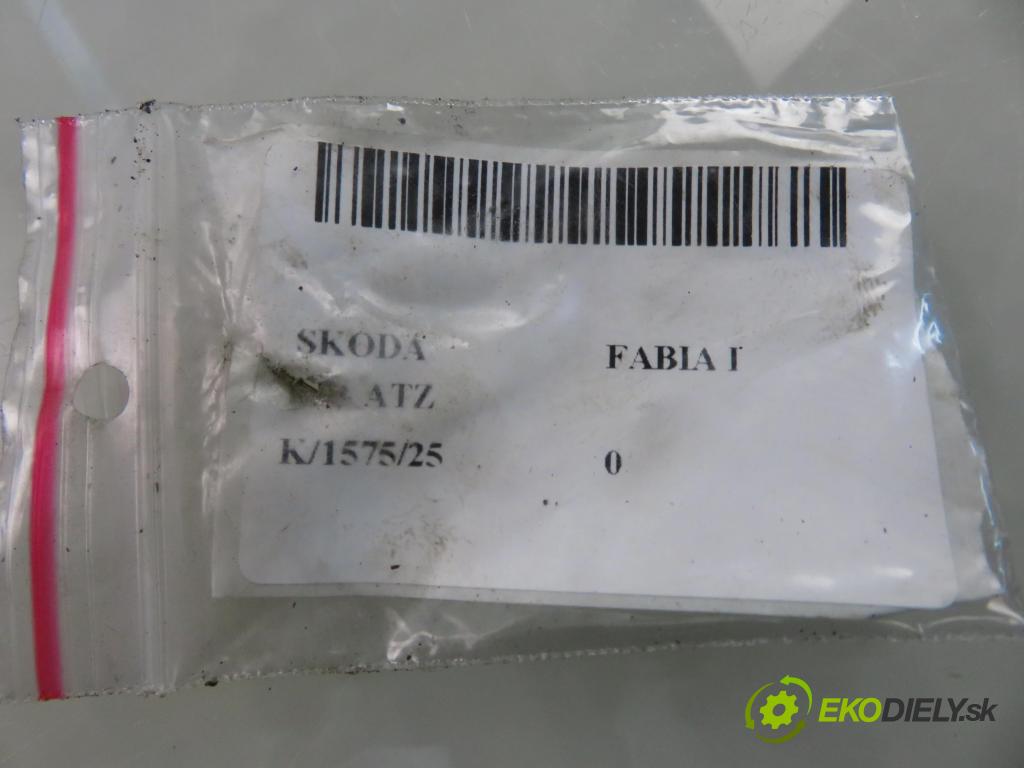 SKODA FABIA I
ATZ
K/1575/25 0
EKODIELY.sk